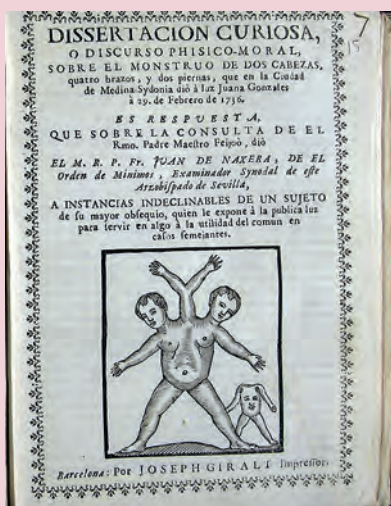 7
15
DISSERTACION CURIOSA,
O DISCURSO PHISICO-MORAL,
SOBRE EL MONSTRUO DE DOS CABEZAS,
quatro brazos, y dos piernas, que en la Ciudad
de Medina-Sydonia diò à luz Juana Gonzales
à 29. de Febrero de 1736.
ES RESPUESTA,
QUE SOBRE LA CONSULTA DE EL
Rmo. Padre Maestro Feijoò, diò
EL M. R. P. Fr. JUAN DE NAXERA, DE EL
Orden de Minimos, Examinador Synodal de este
Arzobispado de Sevilla,
A INSTANCIAS INDECLINABLES DE UN SUJETO
de su mayor obsequio, quien le expone à la publica luz
para servir en algo à la utilidad del comun en
casos semejantes.
Barcelona: Por JOSEPH GIRALT Impressor.